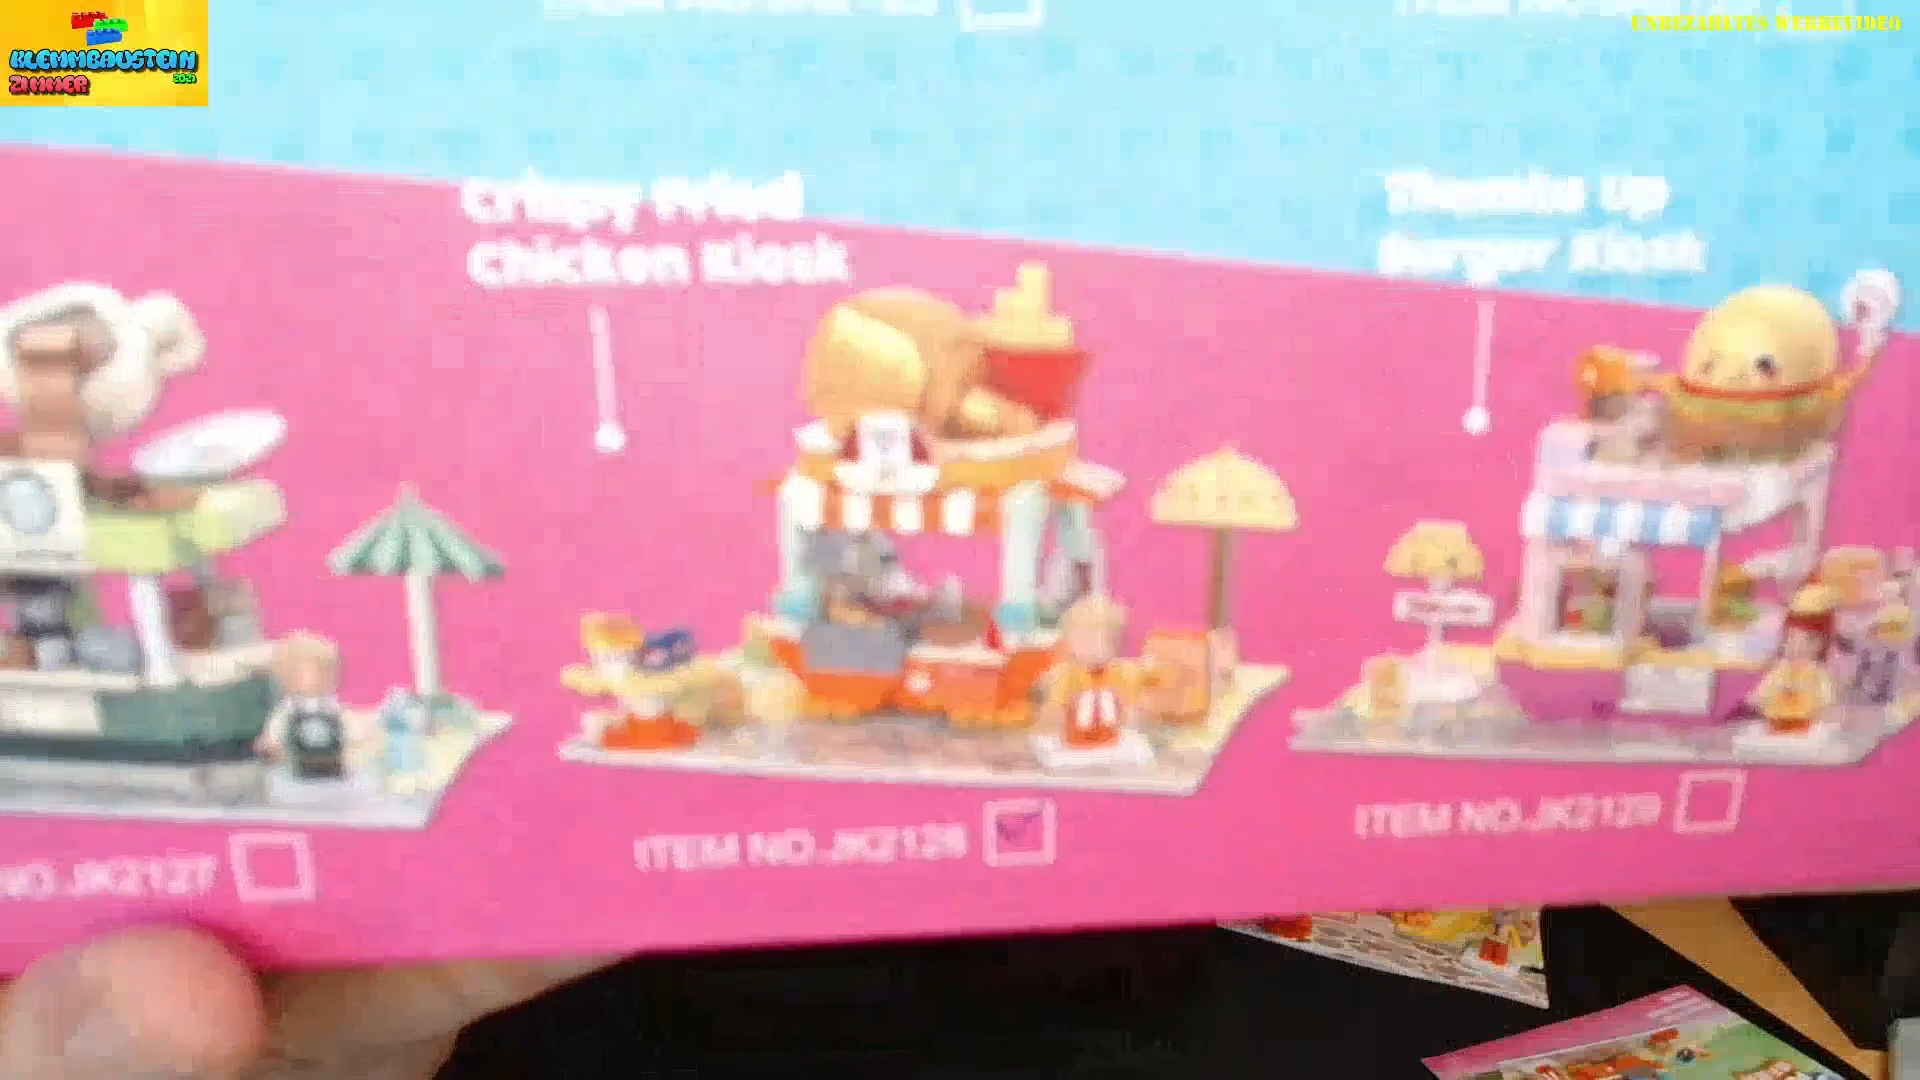 KLEMMBAUSTEIN
ZIMMER 2021
UNBEZAHLTES WERBEVIDEO
Crispy Fried
Chicken Kiosk
Thumbs Up
Burger Kiosk
NO.JK2127
ITEM NO.JK2128
ITEM NO.JK2129